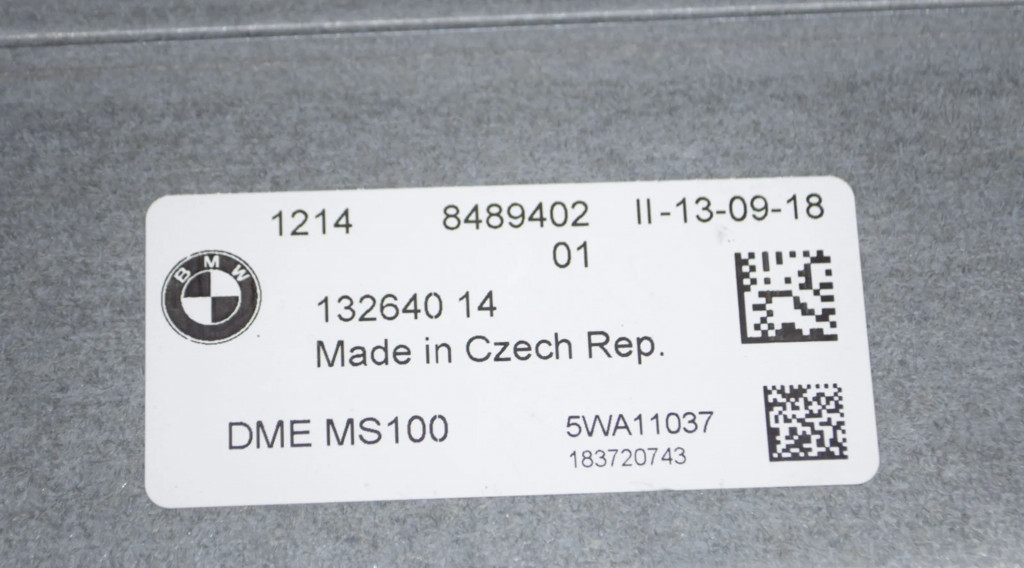 1214 8489402 II-13-09-18
01
BMW
132640 14
Made in Czech Rep.
DME MS100 5WA11037
183720743